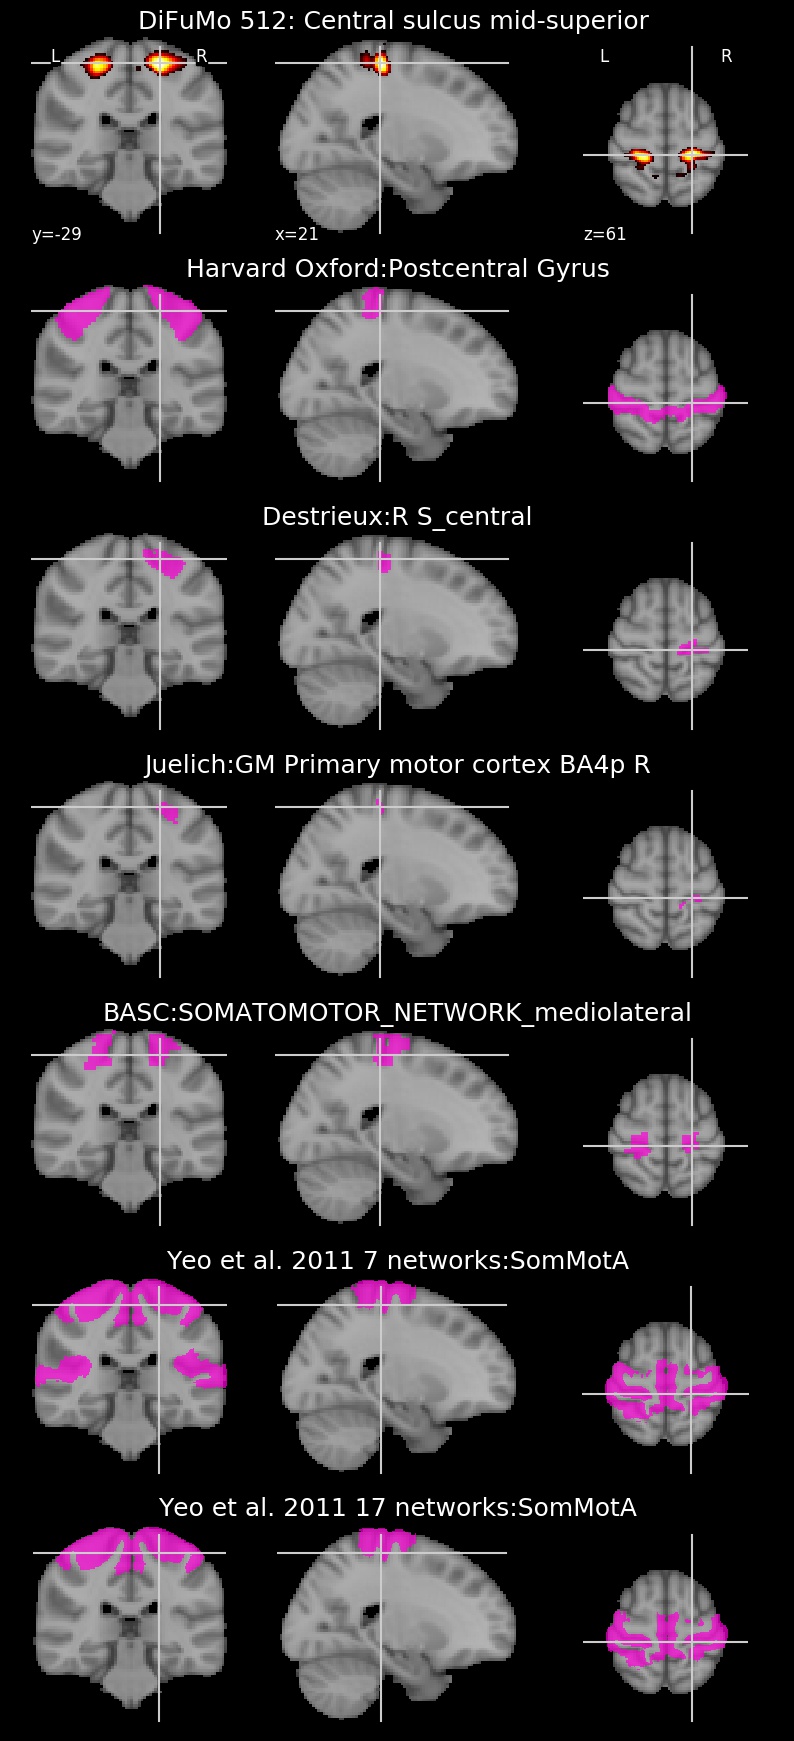 DiFuMo 512: Central sulcus mid-superior
L R L R
y=-29 x=21 z=61
Harvard Oxford:Postcentral Gyrus
Destrieux:R S_central
Juelich:GM Primary motor cortex BA4p R
BASC:SOMATOMOTOR_NETWORK_mediolateral
Yeo et al. 2011 7 networks:SomMotA
Yeo et al. 2011 17 networks:SomMotA